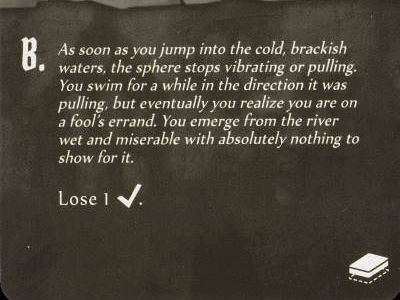 B.
As soon as you jump into the cold, brackish
waters, the sphere stops vibrating or pulling.
You swim for a while in the direction it was
pulling, but eventually you realize you are on
a fool's errand. You emerge from the river
wet and miserable with absolutely nothing to
show for it.
Lose 1 ✓.